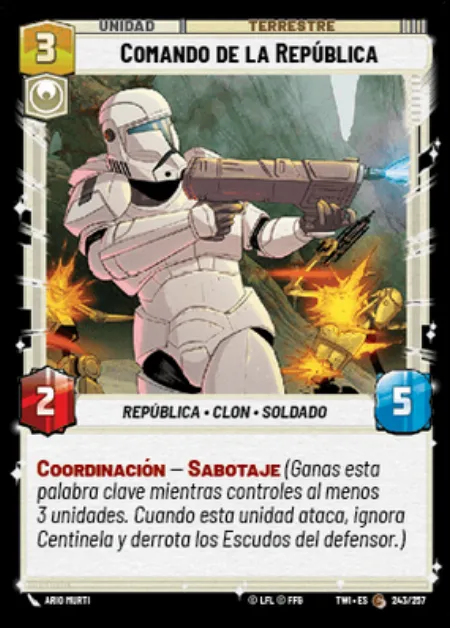 UNIDAD
TERRESTRE
3
COMANDO DE LA REPÚBLICA
2
REPÚBLICA • CLON • SOLDADO
5
COORDINACIÓN – SABOTAJE (Ganas esta
palabra clave mientras controles al menos
3 unidades. Cuando esta unidad ataca, ignora
Centinela y derrota los Escudos del defensor.)
ARIO MURTI
© LFL © FFG
TWI • ES
C
243/257